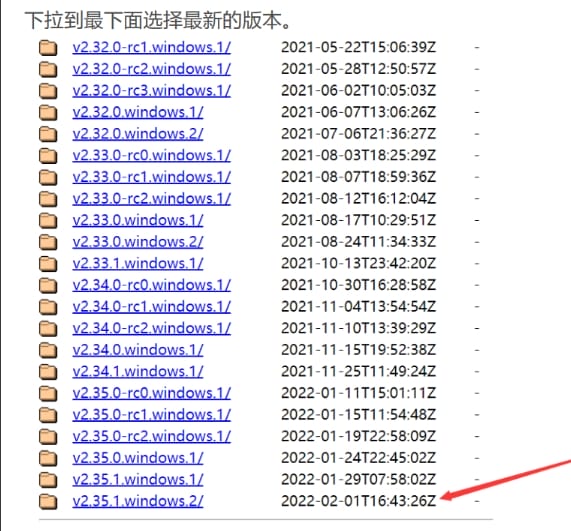 下拉到最下面选择最新的版本。
v2.32.0-rc1.windows.1/ 2021-05-22T15:06:39Z -
v2.32.0-rc2.windows.1/ 2021-05-28T12:50:57Z -
v2.32.0-rc3.windows.1/ 2021-06-02T10:05:03Z -
v2.32.0.windows.1/ 2021-06-07T13:06:26Z -
v2.32.0.windows.2/ 2021-07-06T21:36:27Z -
v2.33.0-rc0.windows.1/ 2021-08-03T18:25:29Z -
v2.33.0-rc1.windows.1/ 2021-08-07T18:59:36Z -
v2.33.0-rc2.windows.1/ 2021-08-12T16:12:04Z -
v2.33.0.windows.1/ 2021-08-17T10:29:51Z -
v2.33.0.windows.2/ 2021-08-24T11:34:33Z -
v2.33.1.windows.1/ 2021-10-13T23:42:20Z -
v2.34.0-rc0.windows.1/ 2021-10-30T16:28:58Z -
v2.34.0-rc1.windows.1/ 2021-11-04T13:54:54Z -
v2.34.0-rc2.windows.1/ 2021-11-10T13:39:29Z -
v2.34.0.windows.1/ 2021-11-15T19:52:38Z -
v2.34.1.windows.1/ 2021-11-25T11:49:24Z -
v2.35.0-rc0.windows.1/ 2022-01-11T15:01:11Z -
v2.35.0-rc1.windows.1/ 2022-01-15T11:54:48Z -
v2.35.0-rc2.windows.1/ 2022-01-19T22:58:09Z -
v2.35.0.windows.1/ 2022-01-24T22:45:02Z -
v2.35.1.windows.1/ 2022-01-29T07:58:02Z -
v2.35.1.windows.2/ 2022-02-01T16:43:26Z -